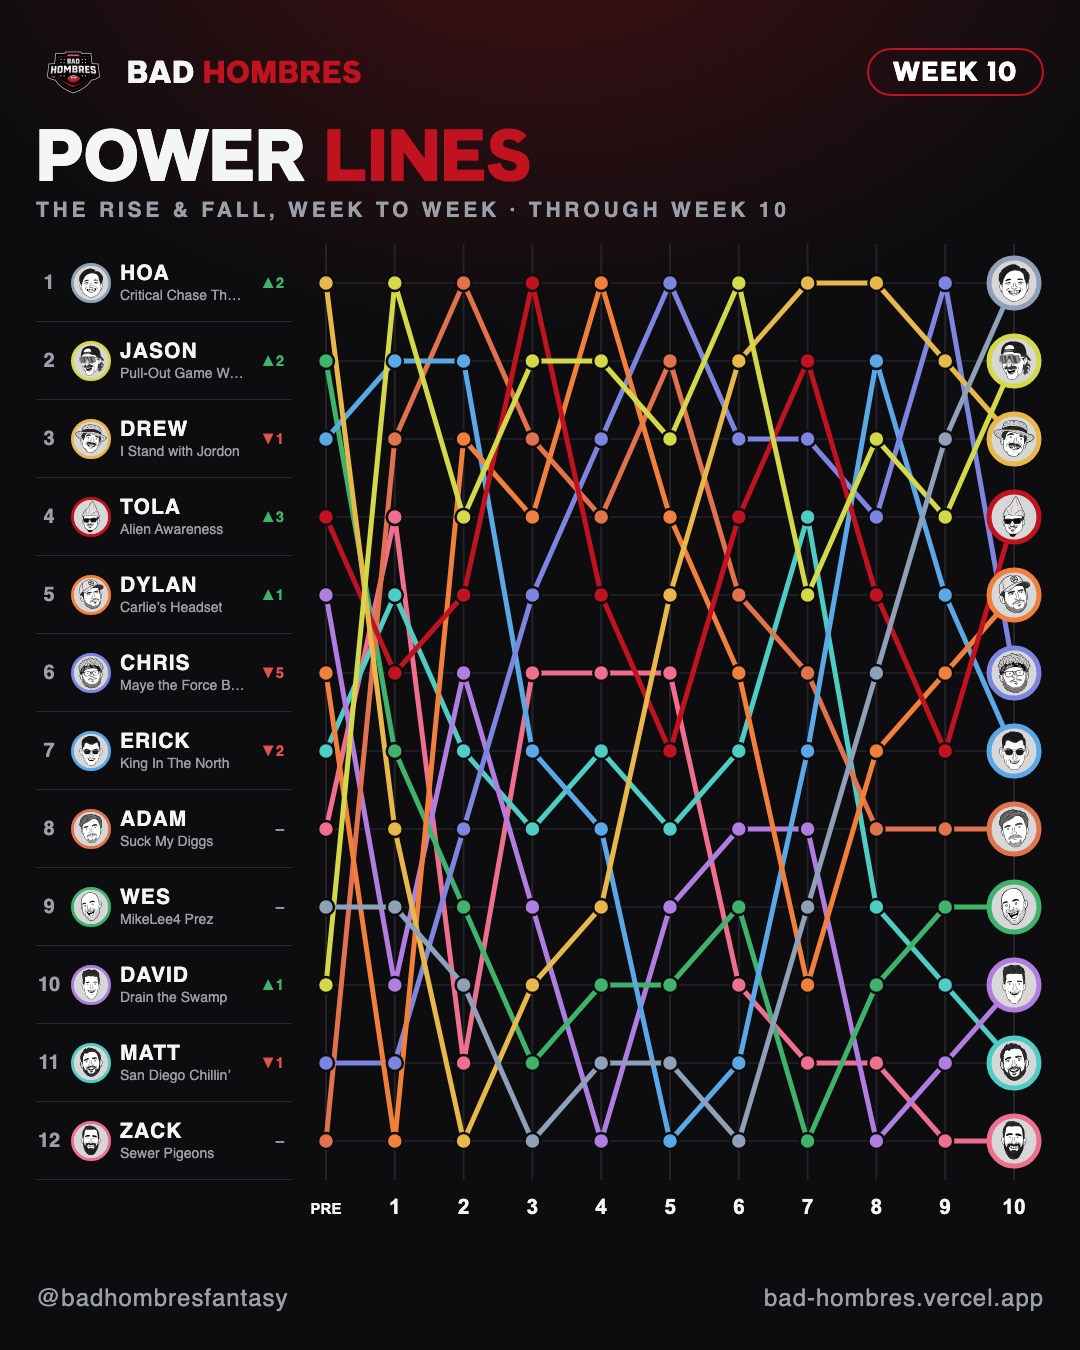 BAD HOMBRES
BAD HOMBRES
WEEK 10
POWER LINES
THE RISE & FALL, WEEK TO WEEK · THROUGH WEEK 10
1 HOA ▲2
Critical Chase Th...
2 JASON ▲2
Pull-Out Game W...
3 DREW ▼1
I Stand with Jordon
4 TOLA ▲3
Alien Awareness
5 DYLAN ▲1
Carlie's Headset
6 CHRIS ▼5
Maye the Force B...
7 ERICK ▼2
King In The North
8 ADAM –
Suck My Diggs
9 WES –
MikeLee4 Prez
10 DAVID ▲1
Drain the Swamp
11 MATT ▼1
San Diego Chillin'
12 ZACK –
Sewer Pigeons
PRE 1 2 3 4 5 6 7 8 9 10
@badhombresfantasy
bad-hombres.vercel.app